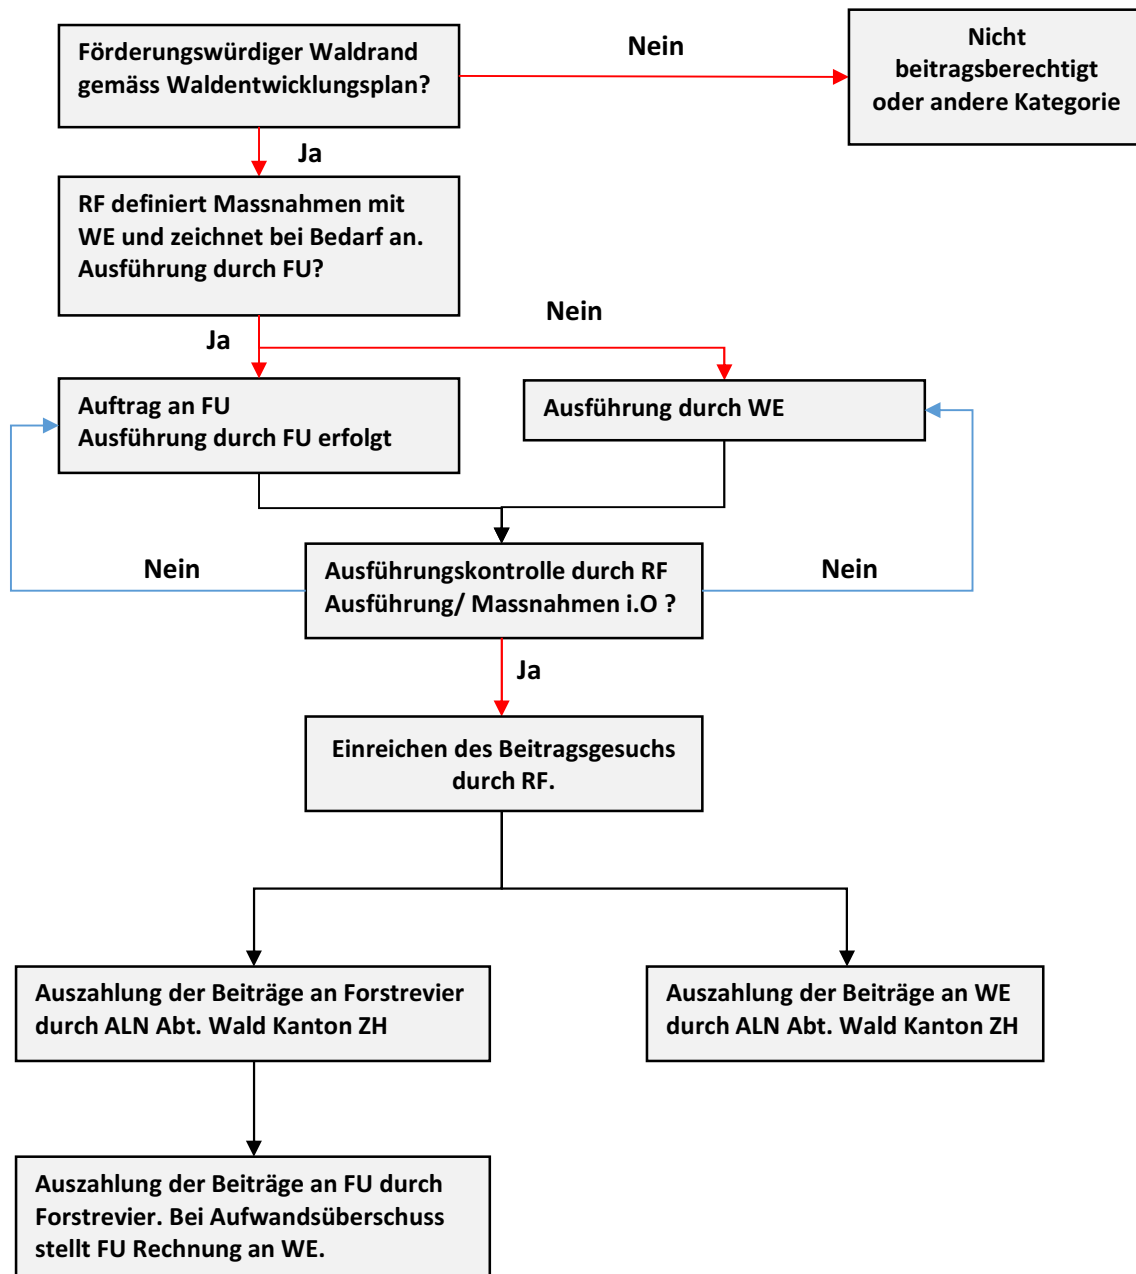 Förderungswürdiger Waldrand
gemäss Waldentwicklungsplan?
Nein
Nicht
beitragsberechtigt
oder andere Kategorie
Ja
RF definiert Massnahmen mit
WE und zeichnet bei Bedarf an.
Ausführung durch FU?
Ja
Nein
Auftrag an FU
Ausführung durch FU erfolgt
Ausführung durch WE
Nein
Ausführungskontrolle durch RF
Ausführung/ Massnahmen i.O ?
Nein
Ja
Einreichen des Beitragsgesuchs
durch RF.
Auszahlung der Beiträge an Forstrevier
durch ALN Abt. Wald Kanton ZH
Auszahlung der Beiträge an WE
durch ALN Abt. Wald Kanton ZH
Auszahlung der Beiträge an FU durch
Forstrevier. Bei Aufwandsüberschuss
stellt FU Rechnung an WE.